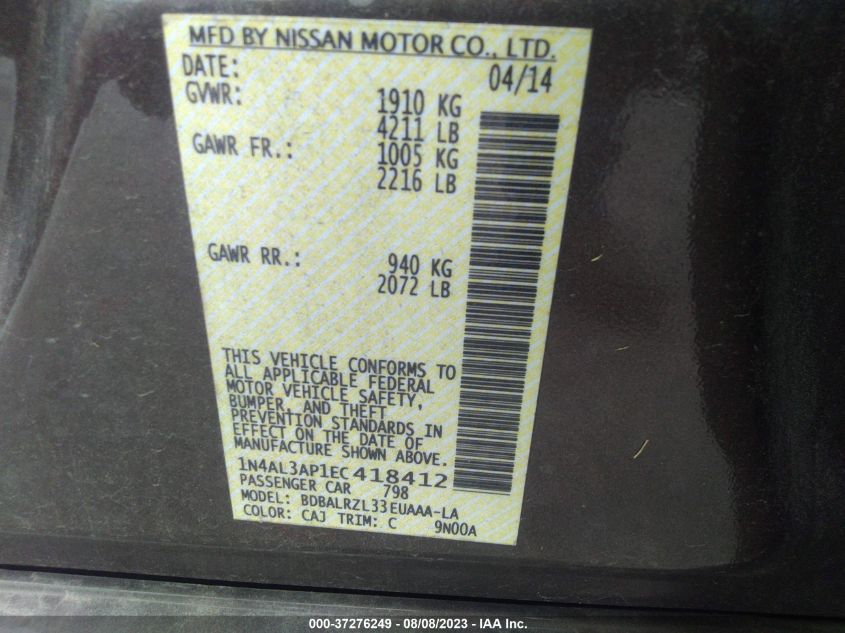 MFD BY NISSAN MOTOR CO., LTD.
DATE: 04/14
GVWR: 1910 KG
4211 LB
GAWR FR.: 1005 KG
2216 LB
GAWR RR.: 940 KG
2072 LB
THIS VEHICLE CONFORMS TO
ALL APPLICABLE FEDERAL
MOTOR VEHICLE SAFETY,
BUMPER, AND THEFT
PREVENTION STANDARDS IN
EFFECT ON THE DATE OF
MANUFACTURE SHOWN ABOVE.
1N4AL3AP1EC418412
PASSENGER CAR 798
MODEL: BDBALRZL33EUAAA-LA
COLOR: CAJ TRIM: C 9N00A
000-37276249 - 08/08/2023 - IAA Inc.